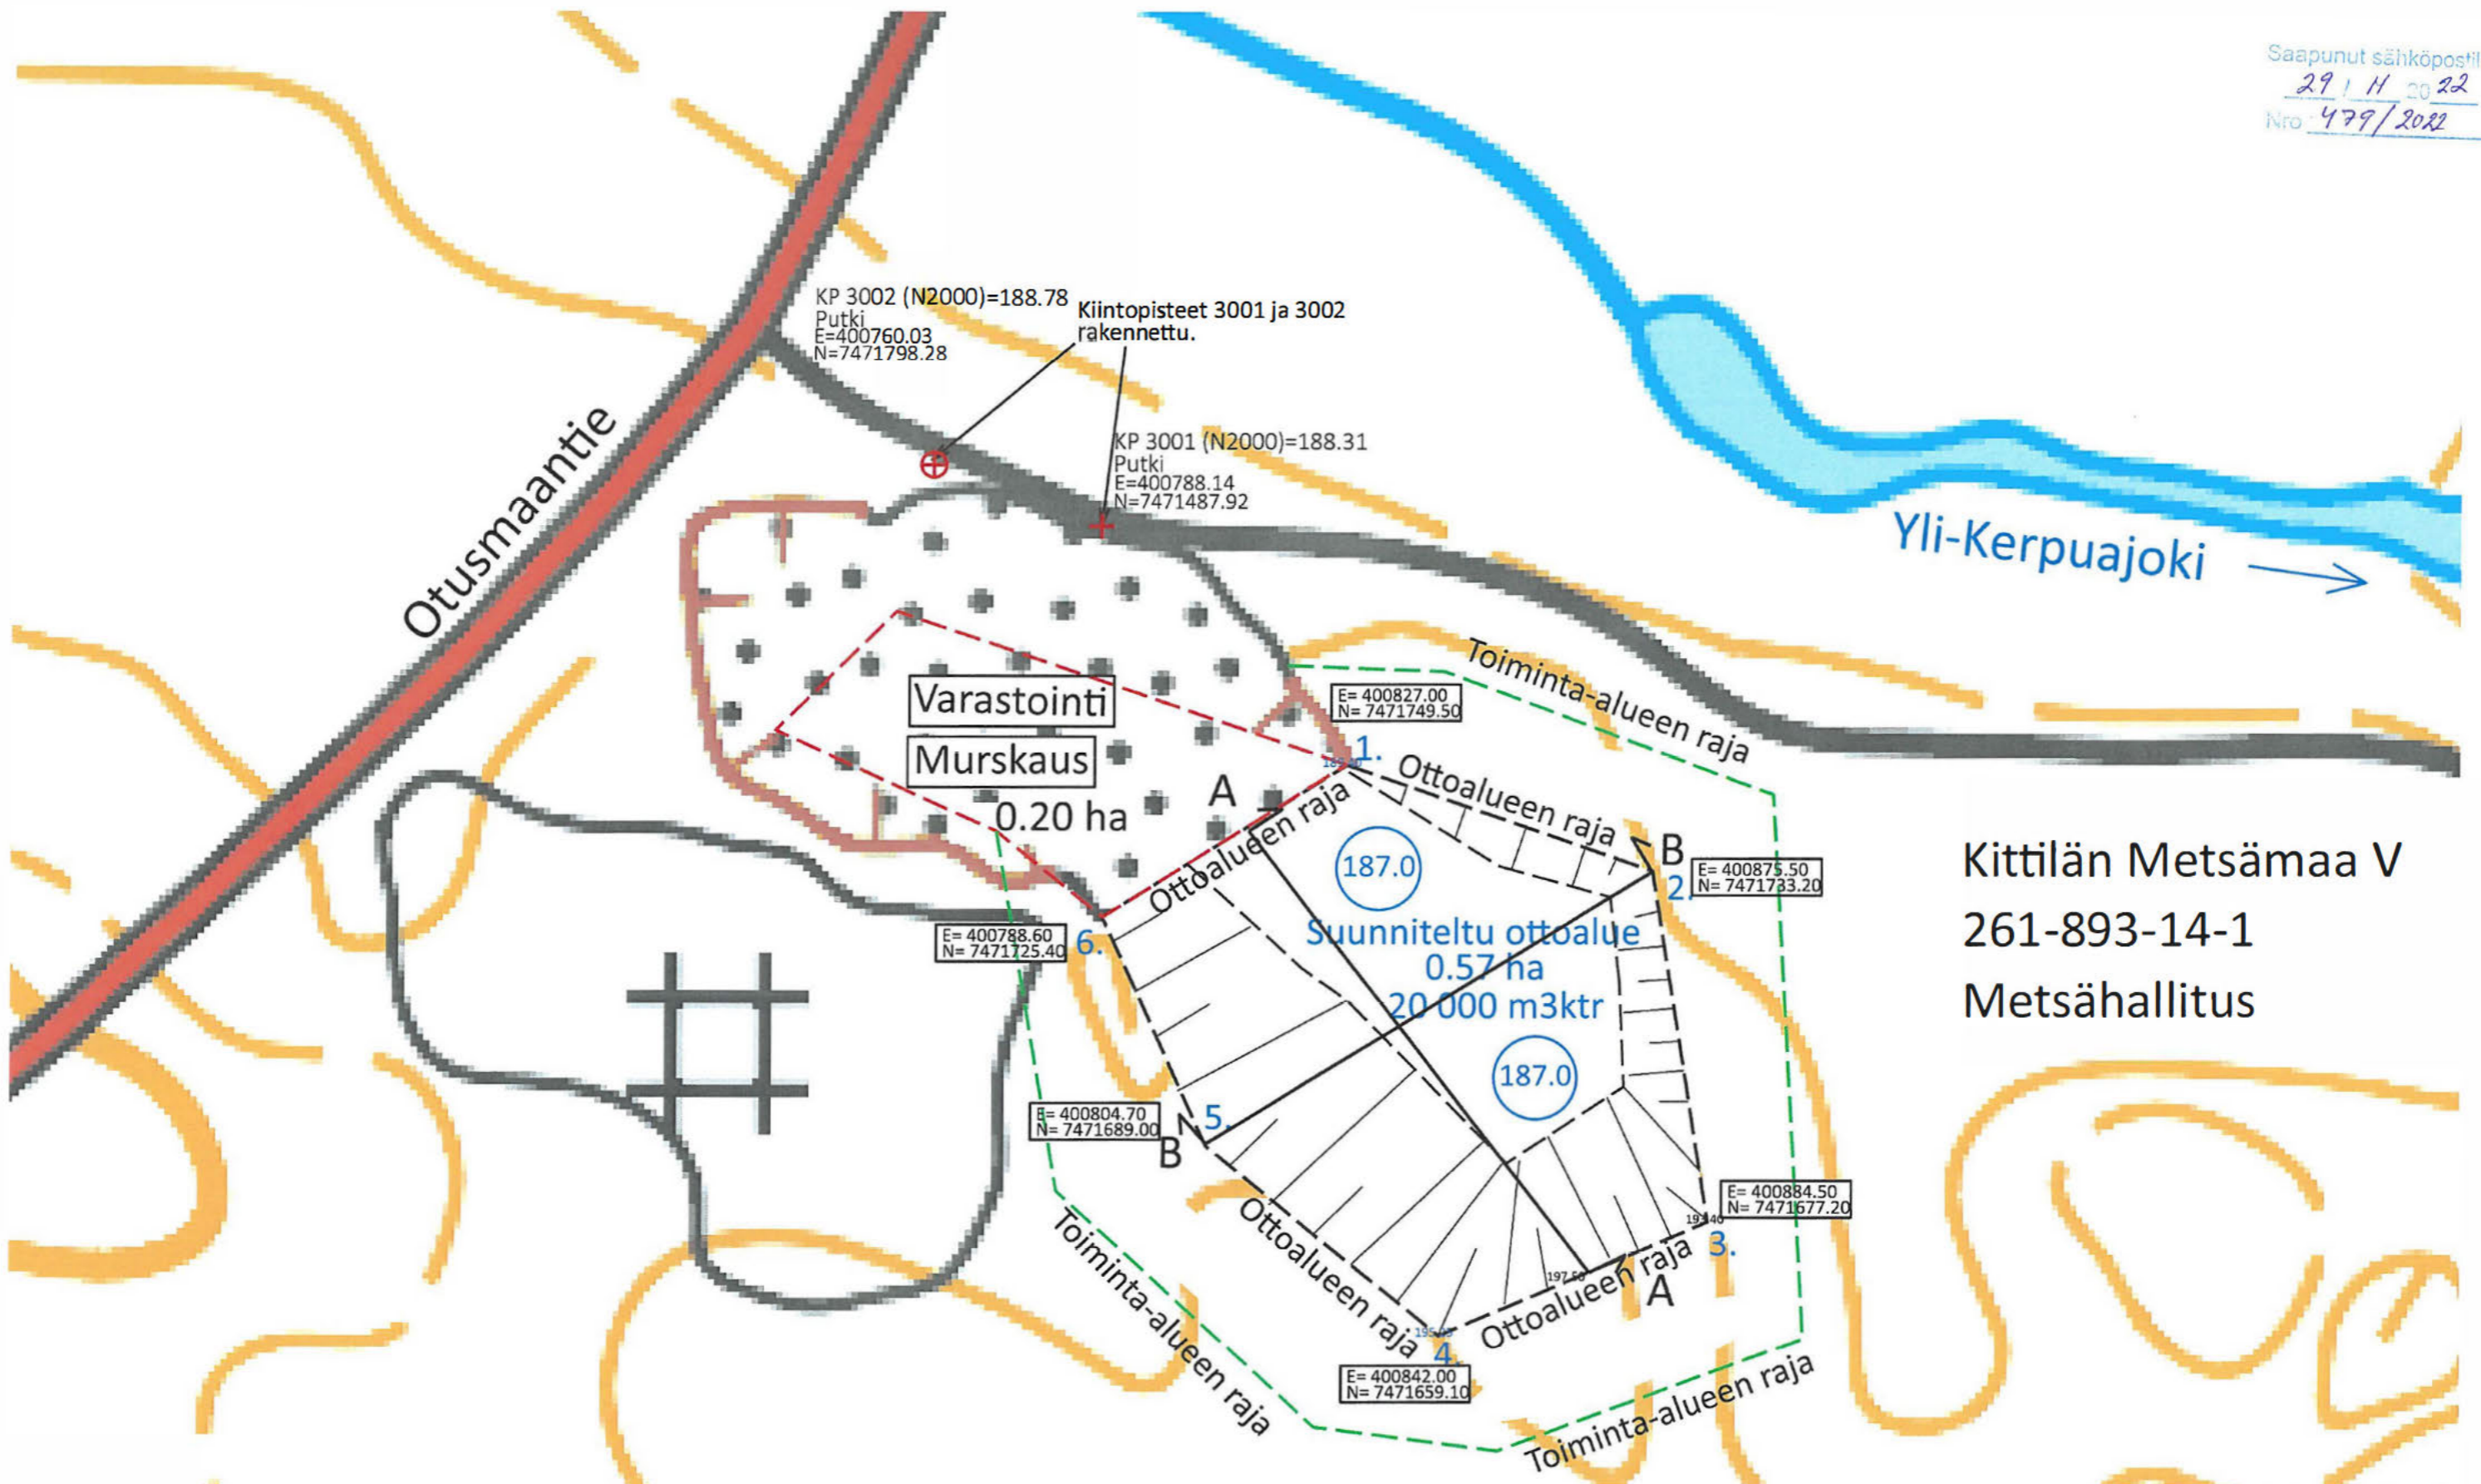 Saapunut sähköpostil
29 / 11 2022
Nro 479/2022
KP 3002 (N2000)=188.78
Putki
E=400760.03
N=7471798.28
Kiintopisteet 3001 ja 3002
rakennettu.
KP 3001 (N2000)=188.31
Putki
E=400788.14
N=7471487.92
Otusmaantie
Yli-Kerpuajoki
Toiminta-alueen raja
Varastointi
Murskaus
0.20 ha
E= 400827.00
N= 7471749.50
1.
Ottoalueen raja
A
Ottoalueen raja
187.0
B
E= 400875.50
N= 7471733.20
2.
Kittilän Metsämaa V
261-893-14-1
Metsähallitus
E= 400788.60
N= 7471725.40
6.
Suunniteltu ottoalue
0.57 ha
20 000 m3ktr
187.0
E= 400804.70
N= 7471689.00
5.
B
E= 400884.50
N= 7471677.20
3.
Ottoalueen raja
197.50
A
Ottoalueen raja
Toiminta-alueen raja
4
E= 400842.00
N= 7471659.10
Toiminta-alueen raja